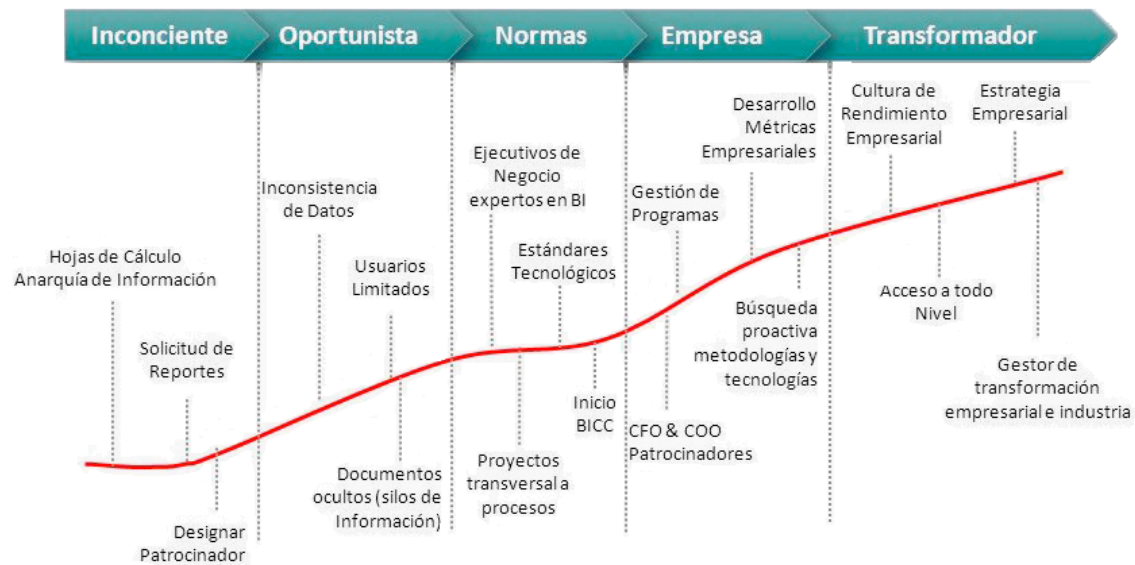 Inconciente
Oportunista
Normas
Empresa
Transformador
Hojas de Cálculo
Anarquía de Información
Solicitud de
Reportes
Designar
Patrocinador
Inconsistencia
de Datos
Usuarios
Limitados
Documentos
ocultos (silos de
Información)
Ejecutivos de
Negocio
expertos en BI
Estándares
Tecnológicos
Proyectos
transversal a
procesos
Inicio
BICC
Gestión de
Programas
CFO & COO
Patrocinadores
Desarrollo
Métricas
Empresariales
Búsqueda
proactiva
metodologías y
tecnologías
Cultura de
Rendimiento
Empresarial
Acceso a todo
Nivel
Estrategia
Empresarial
Gestor de
transformación
empresarial e industria